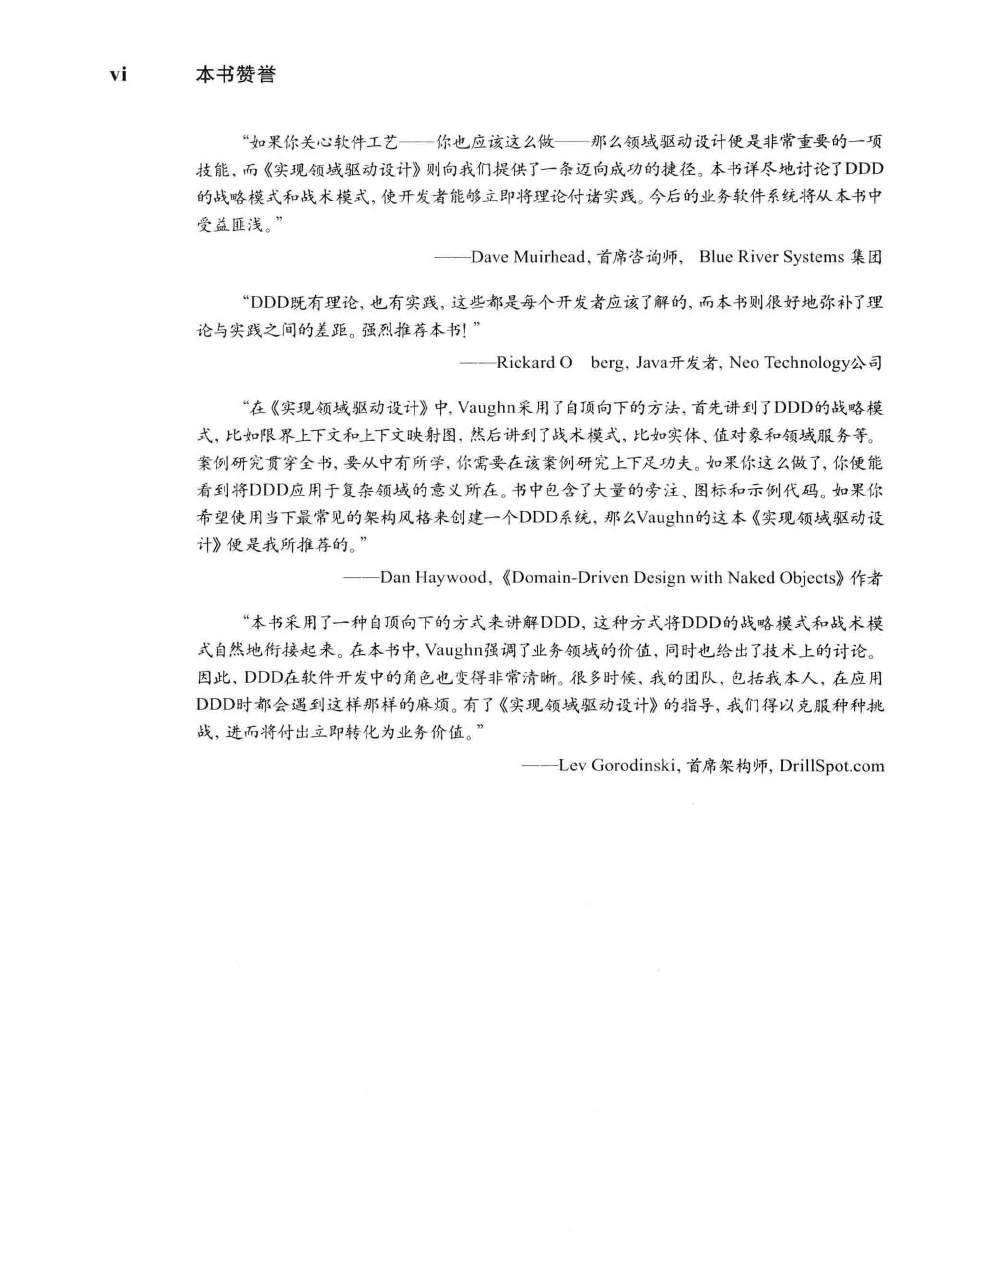 vi 本书赞誉
“如果你关心软件工艺——你也应该这么做——那么领域驱动设计便是非常重要的一项
技能，而《实现领域驱动设计》则向我们提供了一条迈向成功的捷径。本书详尽地讨论了DDD
的战略模式和战术模式，使开发者能够立即将理论付诸实践。今后的业务软件系统将从本书中
受益匪浅。”
——Dave Muirhead，首席咨询师， Blue River Systems 集团
“DDD既有理论，也有实践，这些都是每个开发者应该了解的，而本书则很好地弥补了理
论与实践之间的差距。强烈推荐本书！”
——Rickard O berg，Java开发者，Neo Technology公司
“在《实现领域驱动设计》中，Vaughn采用了自顶向下的方法，首先讲到了DDD的战略模
式，比如限界上下文和上下文映射图，然后讲到了战术模式，比如实体、值对象和领域服务等。
案例研究贯穿全书，要从中有所学，你需要在该案例研究上下足功夫。如果你这么做了，你便能
看到将DDD应用于复杂领域的意义所在。书中包含了大量的旁注、图标和示例代码。如果你
希望使用当下最常见的架构风格来创建一个DDD系统，那么Vaughn的这本《实现领域驱动设
计》便是我所推荐的。”
——Dan Haywood，《Domain-Driven Design with Naked Objects》作者
“本书采用了一种自顶向下的方式来讲解DDD，这种方式将DDD的战略模式和战术模
式自然地衔接起来。在本书中，Vaughn强调了业务领域的价值，同时也给出了技术上的讨论。
因此，DDD在软件开发中的角色也变得非常清晰。很多时候，我的团队，包括我本人，在应用
DDD时都会遇到这样那样的麻烦。有了《实现领域驱动设计》的指导，我们得以克服种种挑
战，进而将付出立即转化为业务价值。”
——Lev Gorodinski，首席架构师，DrillSpot.com